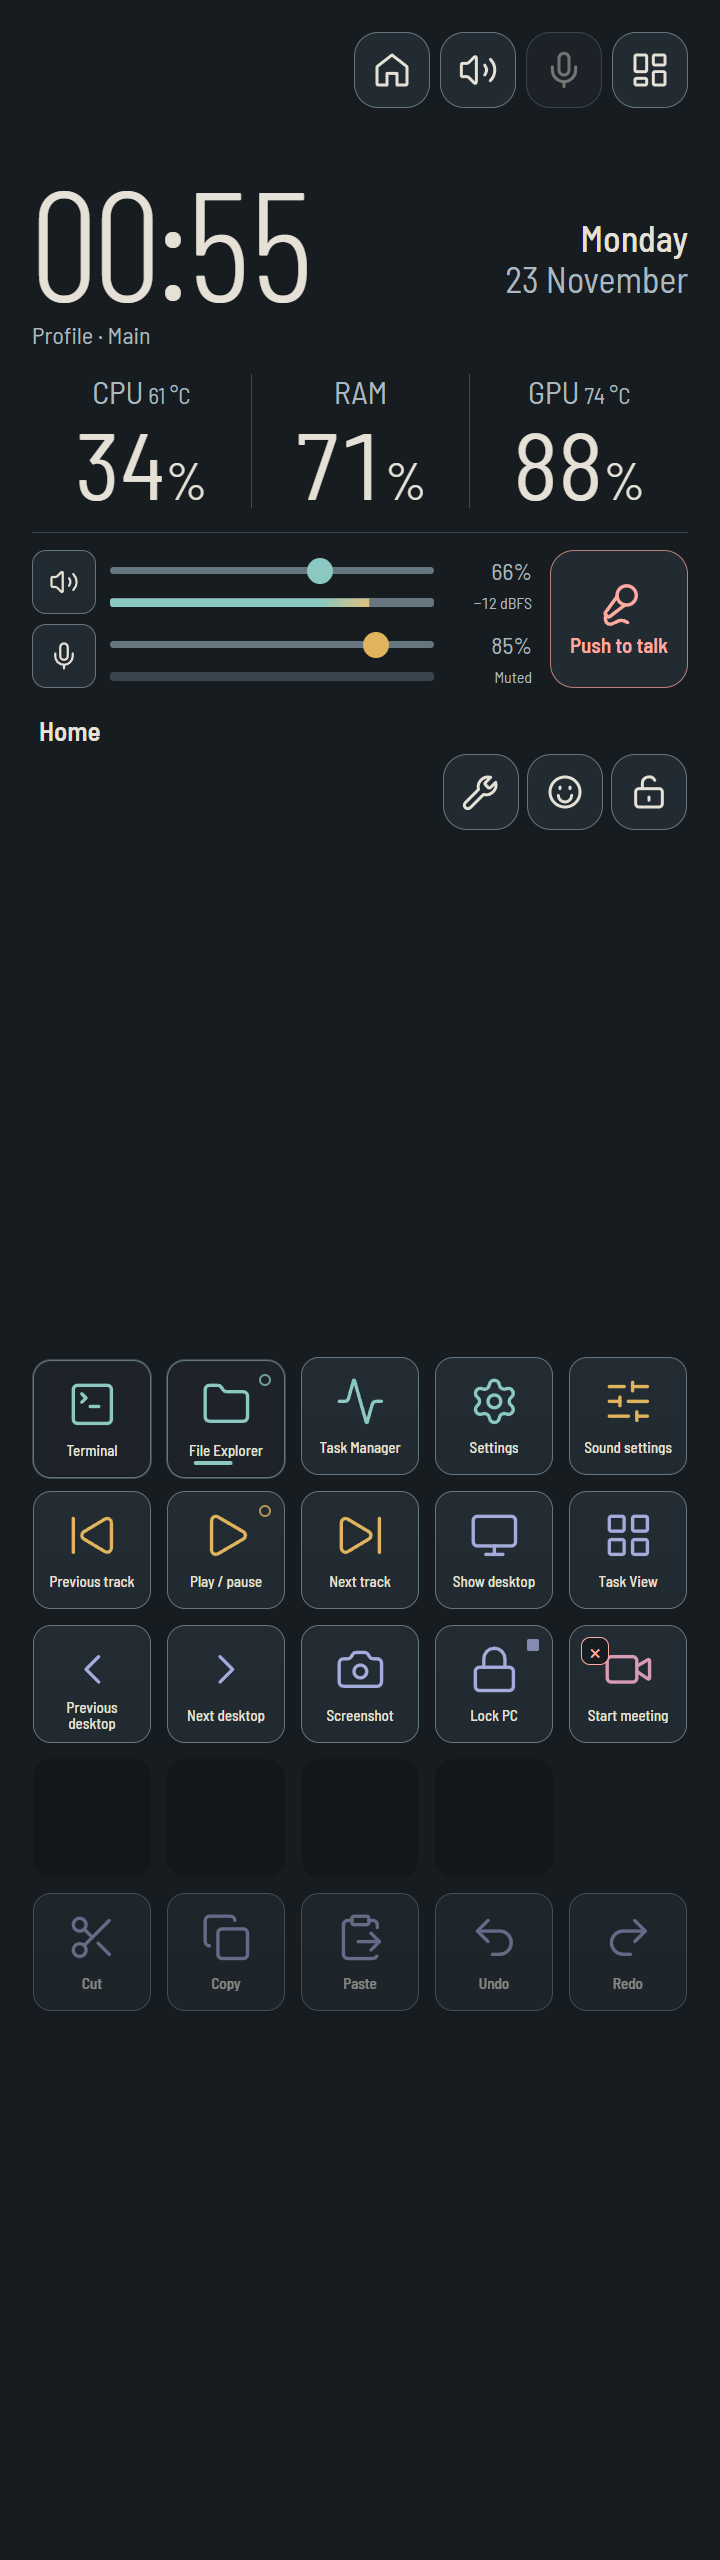 00:55
Monday
23 November
Profile · Main
CPU 61 °C
RAM
GPU 74 °C
34%
71%
88%
66%
−12 dBFS
85%
Muted
Push to talk
Home
Terminal
File Explorer
Task Manager
Settings
Sound settings
Previous track
Play / pause
Next track
Show desktop
Task View
Previous
desktop
Next desktop
Screenshot
Lock PC
Start meeting
Cut
Copy
Paste
Undo
Redo